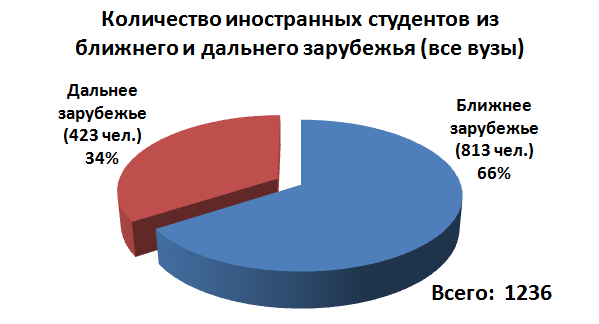 Количество иностранных студентов из
ближнего и дальнего зарубежья (все вузы)
Дальнее
зарубежье
(423 чел.)
34%
Ближнее
зарубежье
(813 чел.)
66%
Всего: 1236